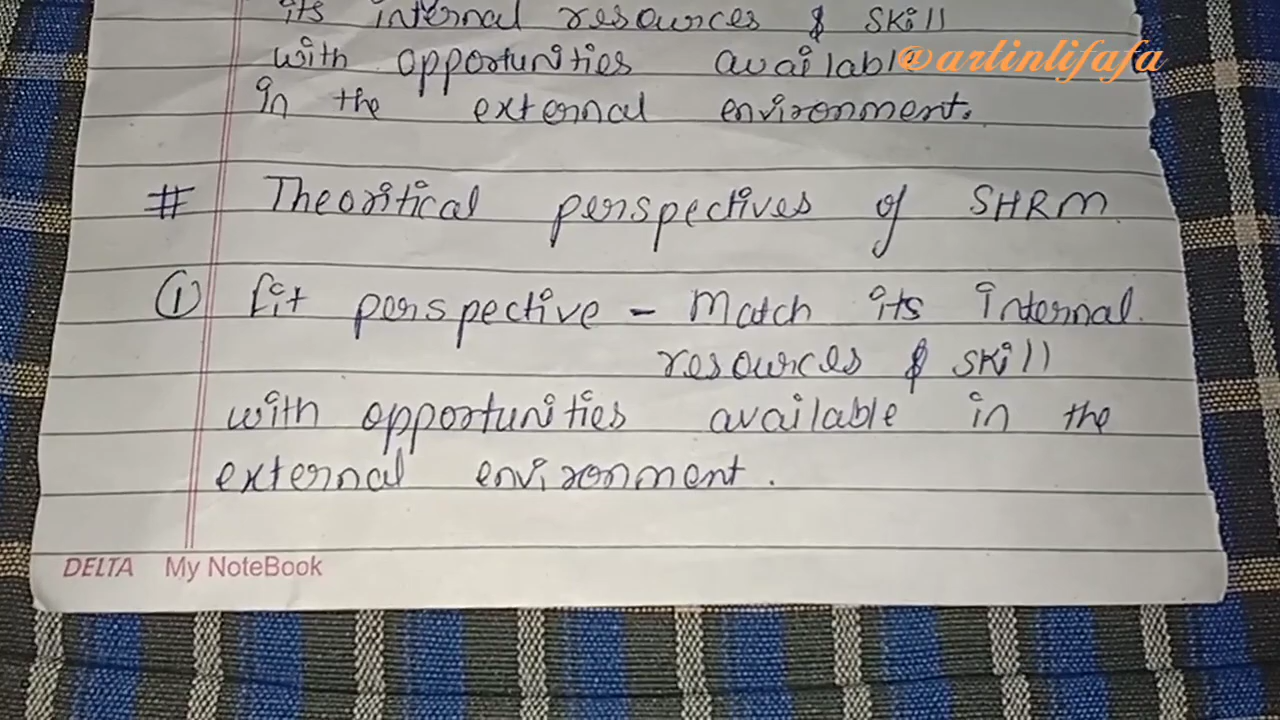 its internal resources & skill
with opportunities availabl
@artinlifafa
in the external environment.
# Theoritical perspectives of SHRM
① fit perspective - Match its internal
resources & skill
with opportunities available in the
external environment.
DELTA My NoteBook